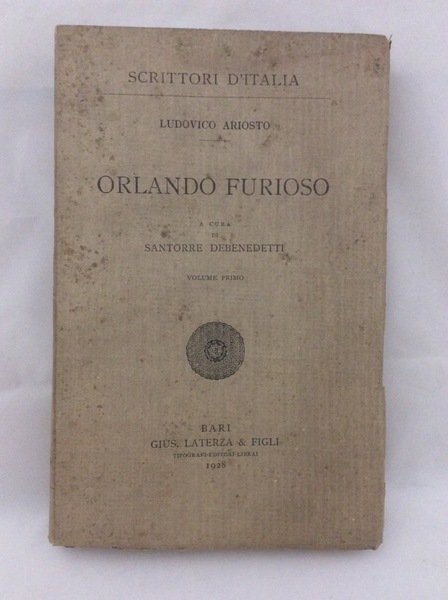 SCRITTORI D'ITALIA
LUDOVICO ARIOSTO
ORLANDO FURIOSO
A CURA
DI
SANTORRE DEBENEDETTI
VOLUME PRIMO
BARI
GIUS. LATERZA & FIGLI
TIPOGRAFI-EDITORI-LIBRAI
1928